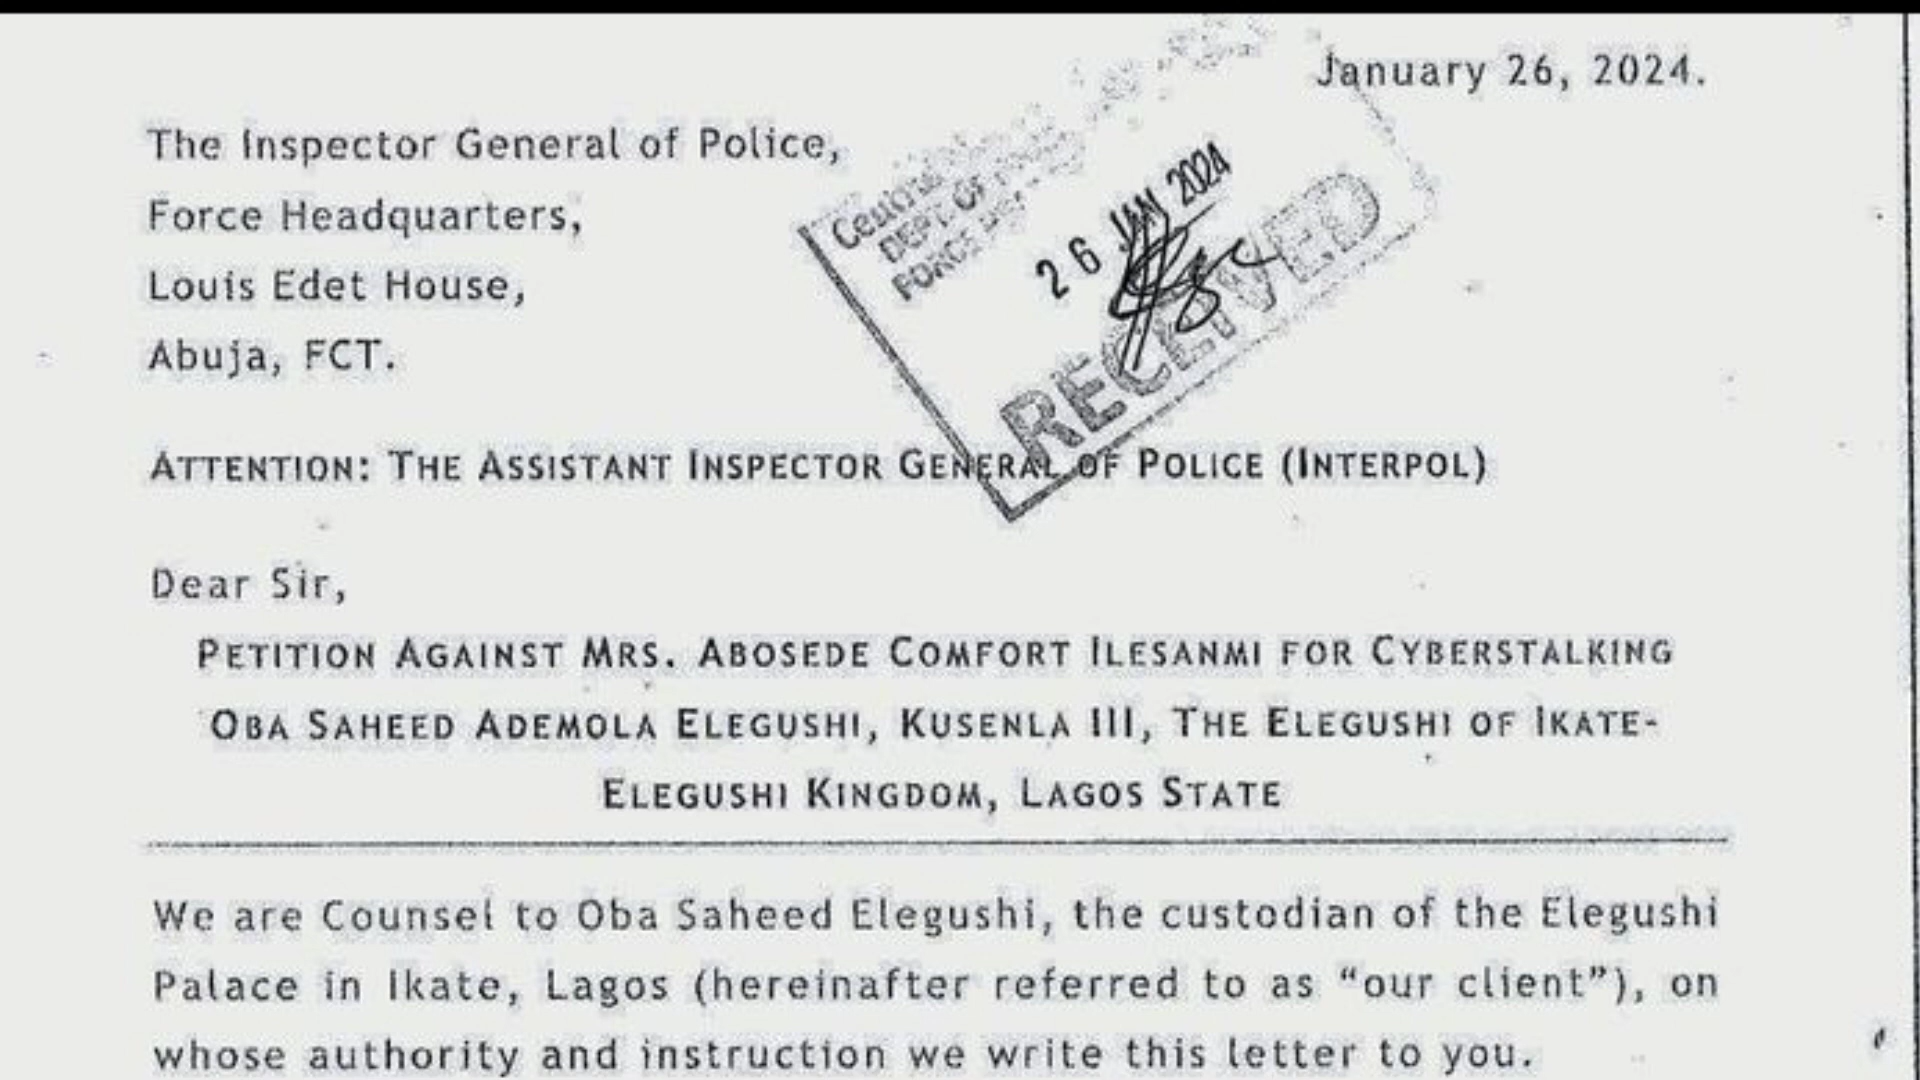 January 26, 2024.
The Inspector General of Police,
Force Headquarters,
Louis Edet House,
Abuja, FCT.
DEPT OF
FORCE
26 JAN 2024
RECEIVED
ATTENTION: THE ASSISTANT INSPECTOR GENERAL OF POLICE (INTERPOL)
Dear Sir,
PETITION AGAINST MRS. ABOSEDE COMFORT ILESANMI FOR CYBERSTALKING
OBA SAHEED ADEMOLA ELEGUSHI, KUSENLA III, THE ELEGUSHI OF IKATE-
ELEGUSHI KINGDOM, LAGOS STATE
We are Counsel to Oba Saheed Elegushi, the custodian of the Elegushi
Palace in Ikate, Lagos (hereinafter referred to as “our client”), on
whose authority and instruction we write this letter to you.